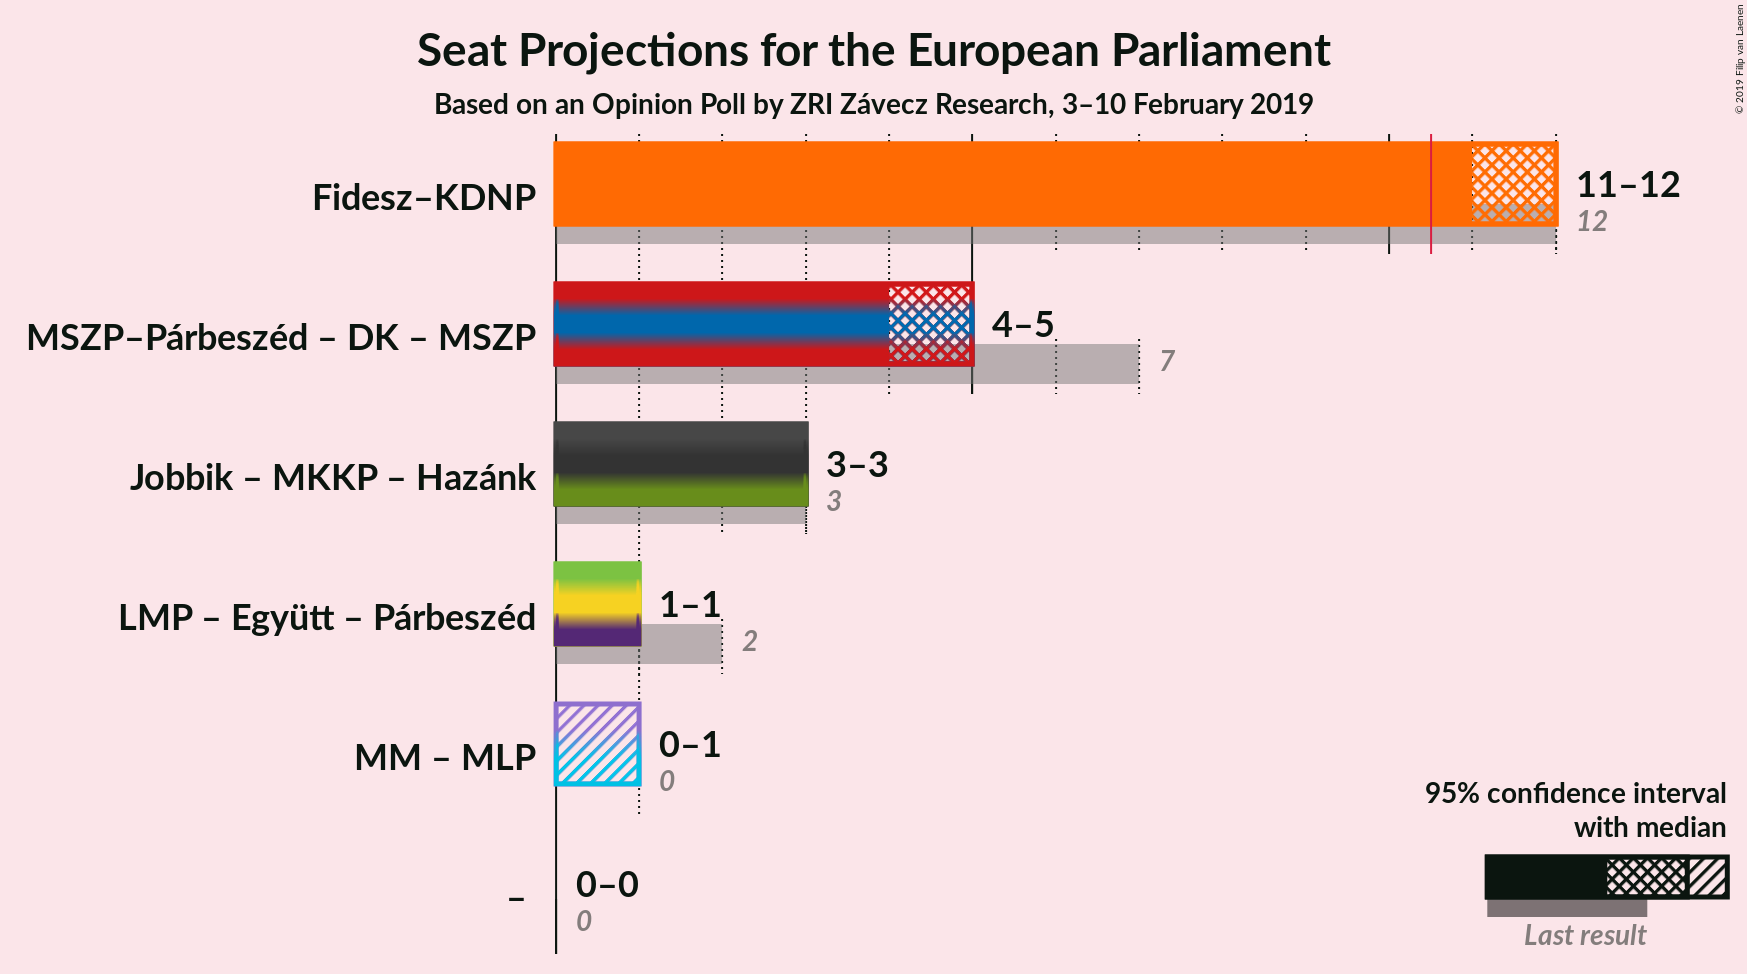 Seat Projections for the European Parliament
Based on an Opinion Poll by ZRI Závecz Research, 3–10 February 2019
© 2019 Filip van Laenen
Fidesz–KDNP
11–12
12
MSZP–Párbeszéd – DK – MSZP
4–5
7
Jobbik – MKKP – Hazánk
3–3
3
LMP – Együtt – Párbeszéd
1–1
2
MM – MLP
0–1
0
–
0–0
0
95% confidence interval
with median
Last result